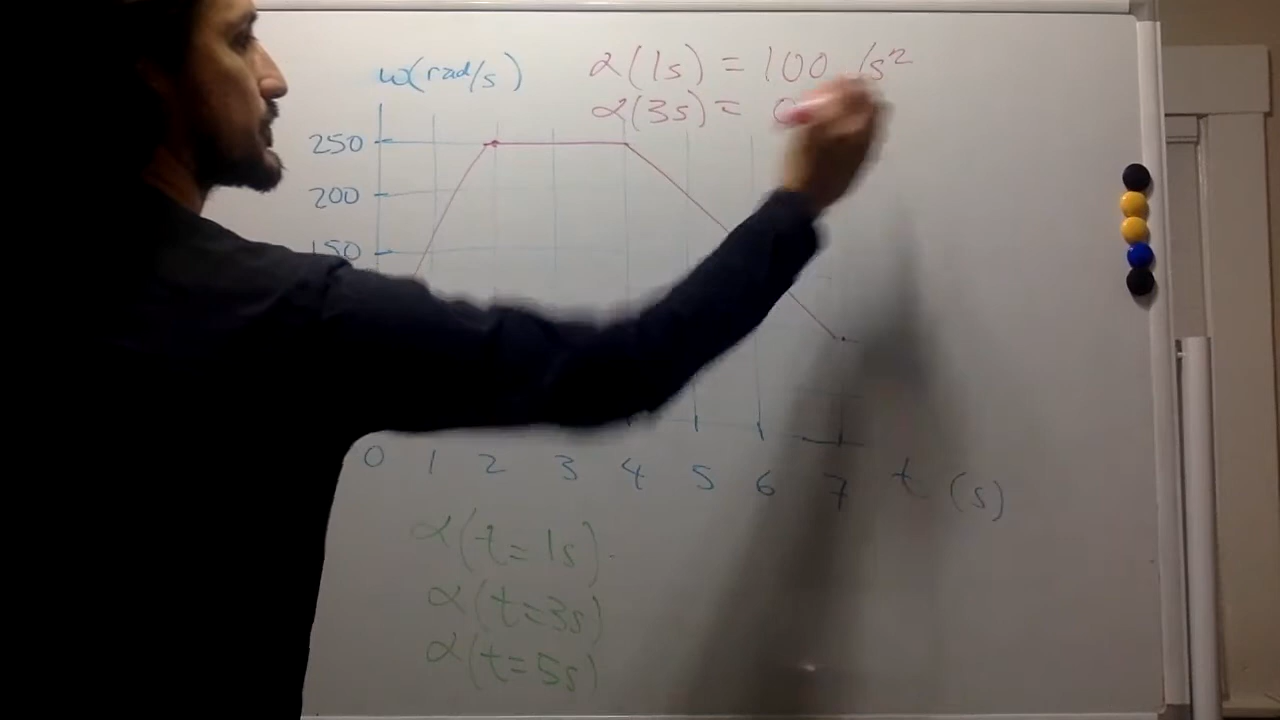 ω(rad/s)
α(1s) = 100 /s²
α(3s) = 0
250
200
150
0 1 2 3 4 5 6 7 t (s)
α(t=1s)
α(t=3s)
α(t=5s)